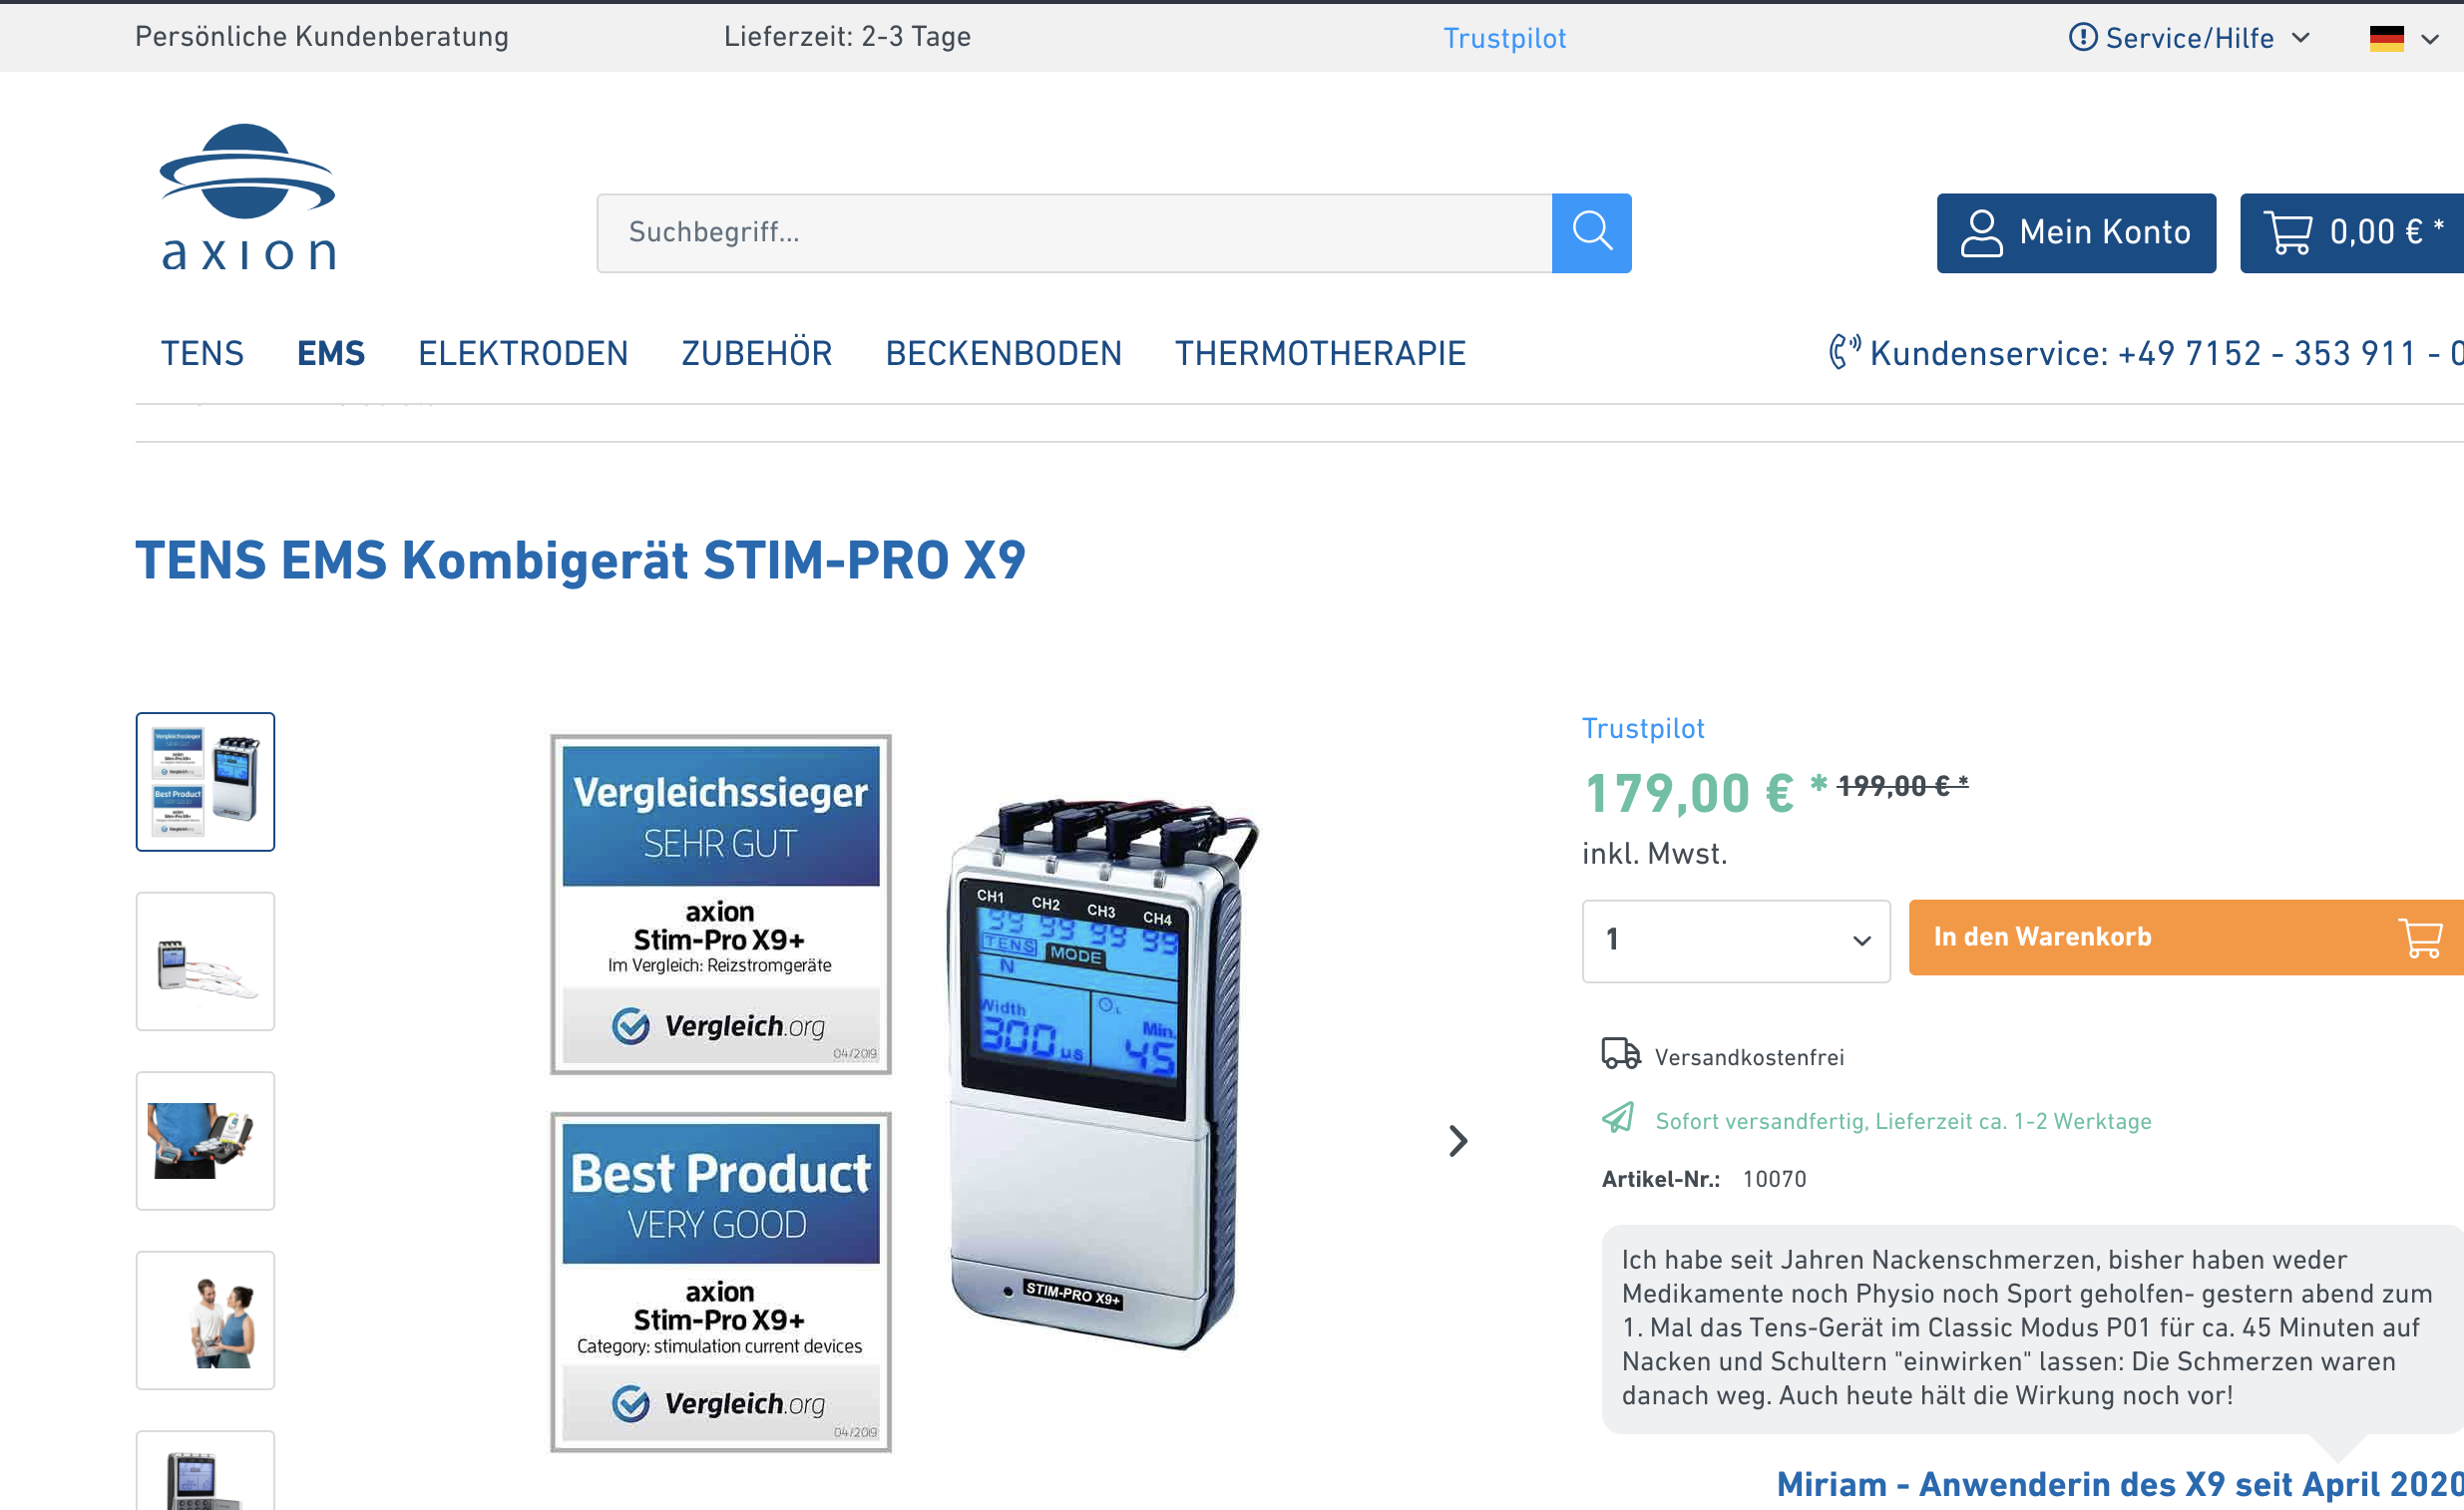 Persönliche Kundenberatung
Lieferzeit: 2-3 Tage
Trustpilot
Service/Hilfe
axion
Suchbegriff...
Mein Konto
0,00 € *
TENS EMS ELEKTRODEN ZUBEHÖR BECKENBODEN THERMOTHERAPIE
Kundenservice: +49 7152 - 353 911 - 0
TENS EMS Kombigerät STIM-PRO X9
Vergleichssieger
SEHR GUT
axion
Stim-Pro X9+
Im Vergleich: Reizstromgeräte
Vergleich.org
04/2019
Best Product
VERY GOOD
axion
Stim-Pro X9+
Category: stimulation current devices
Vergleich.org
04/2019
CH1 CH2 CH3 CH4
99 99 99 99
TENS MODE
N
Width
300 µs
Min.
45
STIM-PRO X9+
Trustpilot
179,00 € * 199,00 € *
inkl. Mwst.
1
In den Warenkorb
Versandkostenfrei
Sofort versandfertig, Lieferzeit ca. 1-2 Werktage
Artikel-Nr.: 10070
Ich habe seit Jahren Nackenschmerzen, bisher haben weder
Medikamente noch Physio noch Sport geholfen- gestern abend zum
1. Mal das Tens-Gerät im Classic Modus P01 für ca. 45 Minuten auf
Nacken und Schultern "einwirken" lassen: Die Schmerzen waren
danach weg. Auch heute hält die Wirkung noch vor!
Miriam - Anwenderin des X9 seit April 2020